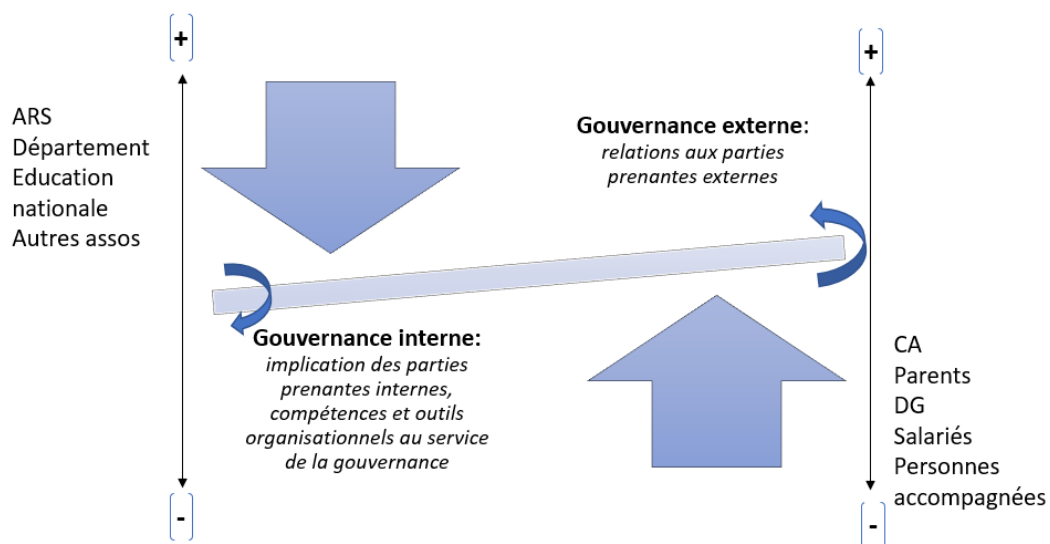 [+]
[+]
ARS
Département
Education
nationale
Autres assos
Gouvernance externe:
relations aux parties
prenantes externes
Gouvernance interne:
implication des parties
prenantes internes,
compétences et outils
organisationnels au service
de la gouvernance
CA
Parents
DG
Salariés
Personnes
accompagnées
[-]
[-]